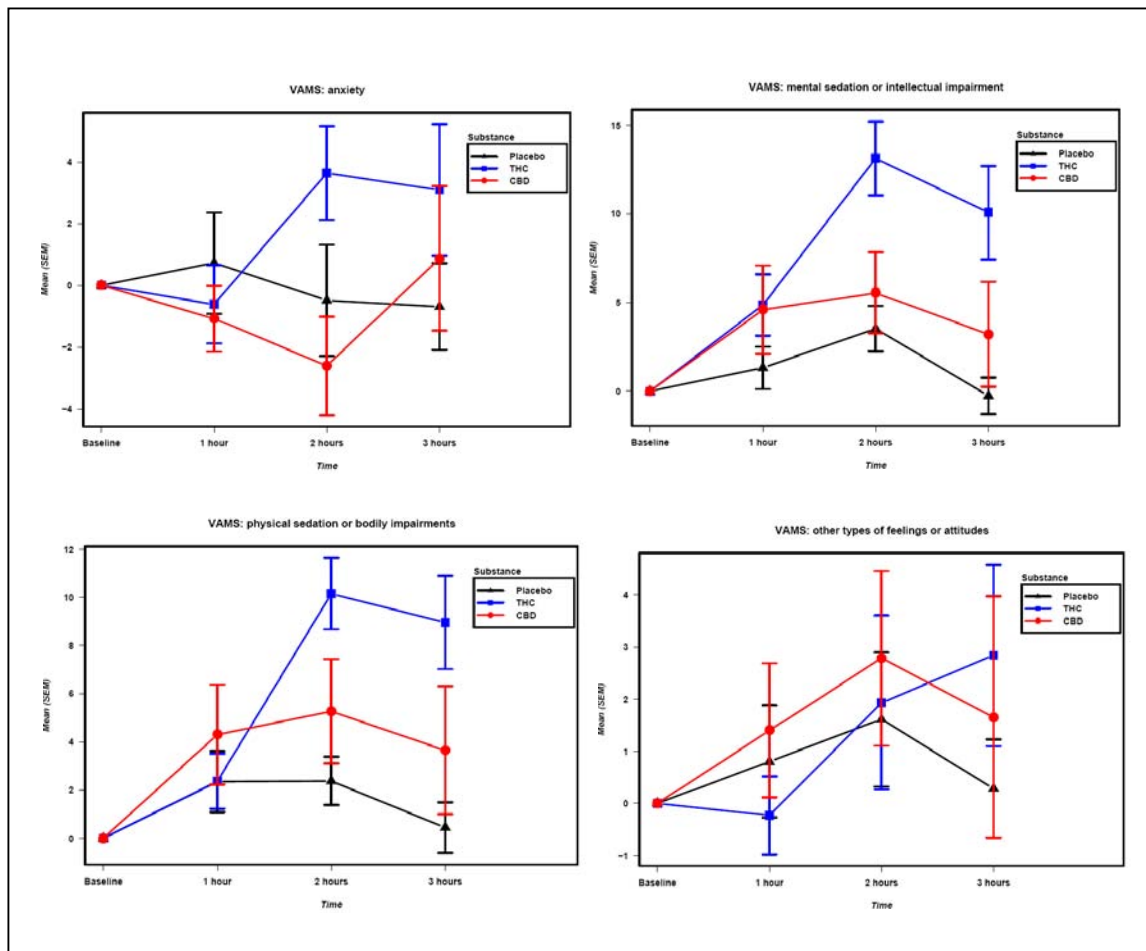 VAMS: anxiety
4
2
0
−2
−4
Mean (SEM)
Substance
Placebo
THC
CBD
Baseline
1 hour
2 hours
3 hours
Time
VAMS: mental sedation or intellectual impairment
15
10
5
0
Mean (SEM)
Substance
Placebo
THC
CBD
Baseline
1 hour
2 hours
3 hours
Time
VAMS: physical sedation or bodily impairments
12
10
8
6
4
2
0
Mean (SEM)
Substance
Placebo
THC
CBD
Baseline
1 hour
2 hours
3 hours
Time
VAMS: other types of feelings or attitudes
4
3
2
1
0
−1
Mean (SEM)
Substance
Placebo
THC
CBD
Baseline
1 hour
2 hours
3 hours
Time